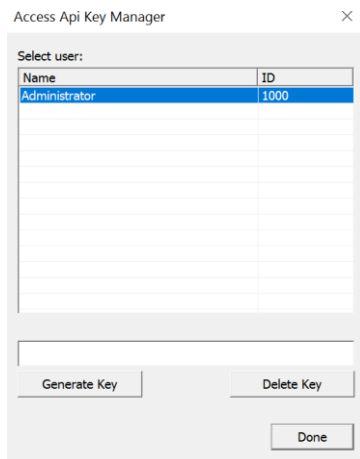 Access Api Key Manager
Select user:
Name ID
Administrator 1000
Generate Key Delete Key
Done